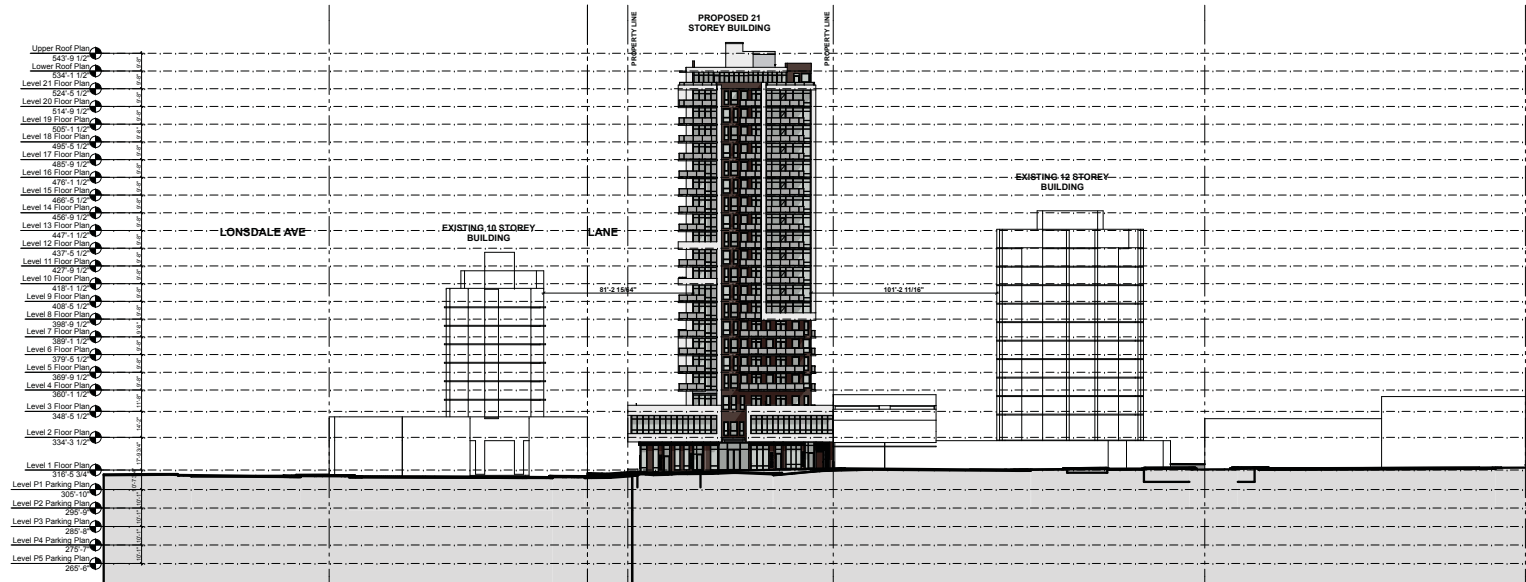 PROPOSED 21
STOREY BUILDING
PROPERTY LINE
PROPERTY LINE
Upper Roof Plan
543'-9 1/2"
Lower Roof Plan
534'-1 1/2"
Level 21 Floor Plan
524'-5 1/2"
Level 20 Floor Plan
514'-9 1/2"
Level 19 Floor Plan
505'-1 1/2"
Level 18 Floor Plan
495'-5 1/2"
Level 17 Floor Plan
485'-9 1/2"
Level 16 Floor Plan
476'-1 1/2"
Level 15 Floor Plan
466'-5 1/2"
Level 14 Floor Plan
456'-9 1/2"
Level 13 Floor Plan
447'-1 1/2"
Level 12 Floor Plan
437'-5 1/2"
Level 11 Floor Plan
427'-9 1/2"
Level 10 Floor Plan
418'-1 1/2"
Level 9 Floor Plan
408'-5 1/2"
Level 8 Floor Plan
398'-9 1/2"
Level 7 Floor Plan
389'-1 1/2"
Level 6 Floor Plan
379'-5 1/2"
Level 5 Floor Plan
369'-9 1/2"
Level 4 Floor Plan
360'-1 1/2"
Level 3 Floor Plan
348'-5 1/2"
Level 2 Floor Plan
334'-3 1/2"
Level 1 Floor Plan
316'-5 3/4"
Level P1 Parking Plan
305'-10"
Level P2 Parking Plan
295'-9"
Level P3 Parking Plan
285'-8"
Level P4 Parking Plan
275'-7"
Level P5 Parking Plan
265'-6"
LONSDALE AVE
EXISTING 10 STOREY
BUILDING
LANE
EXISTING 12 STOREY
BUILDING
81'-2 15/64"
101'-2 11/16"